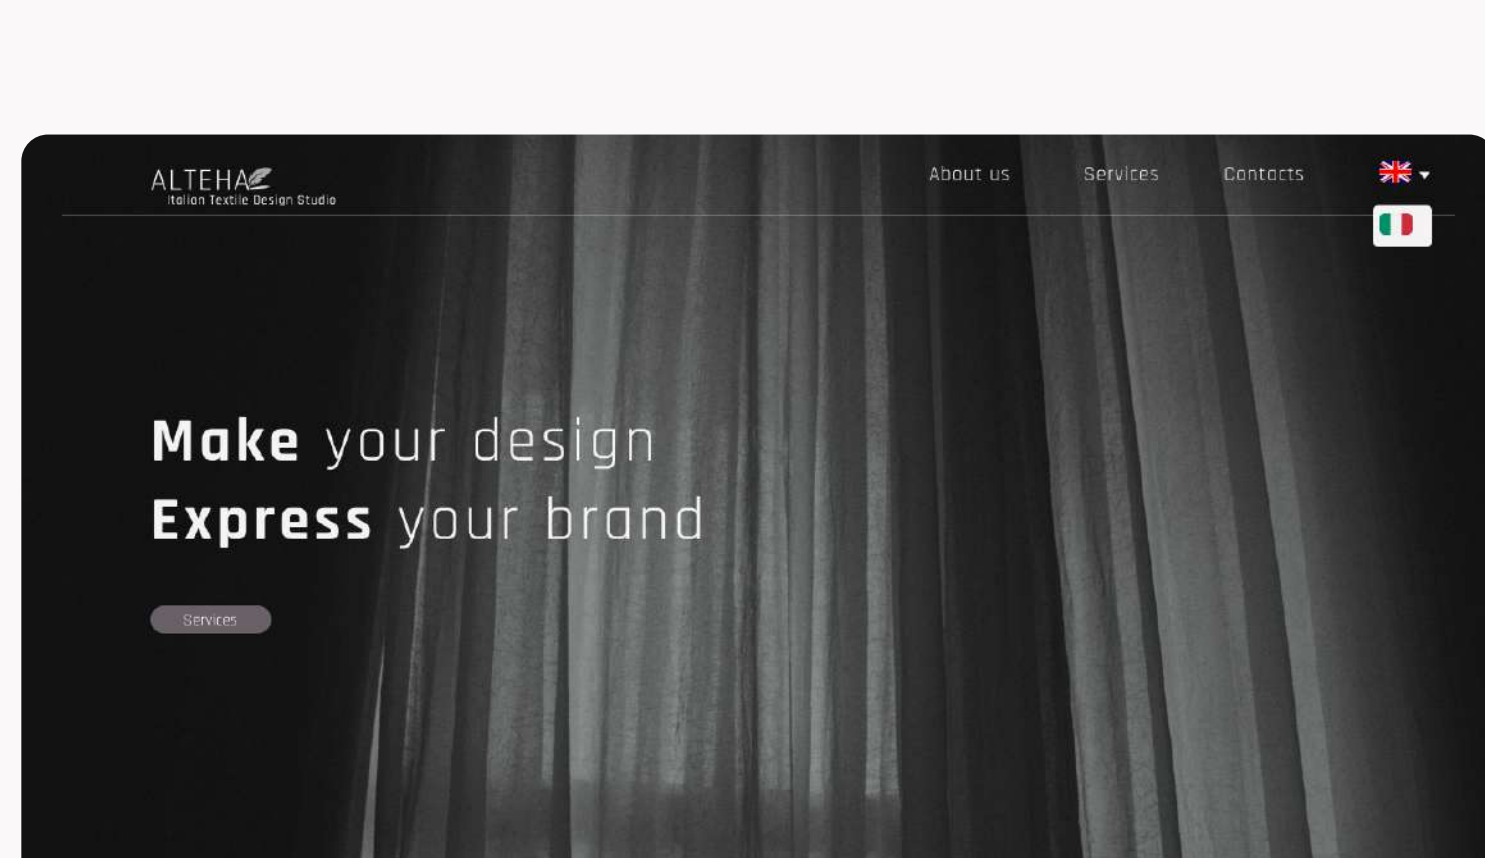 ALTEHA
Italian Textile Design Studio
About us
Services
Contacts
Make your design
Express your brand
Services